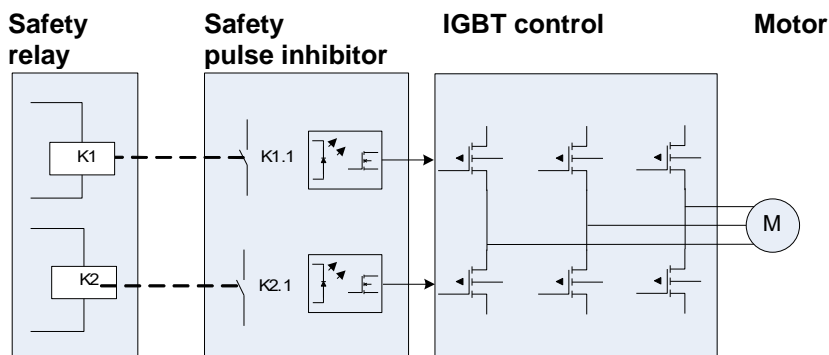 Safety
relay
Safety
pulse inhibitor
IGBT control
Motor
K1
K1.1
M
K2
K2.1